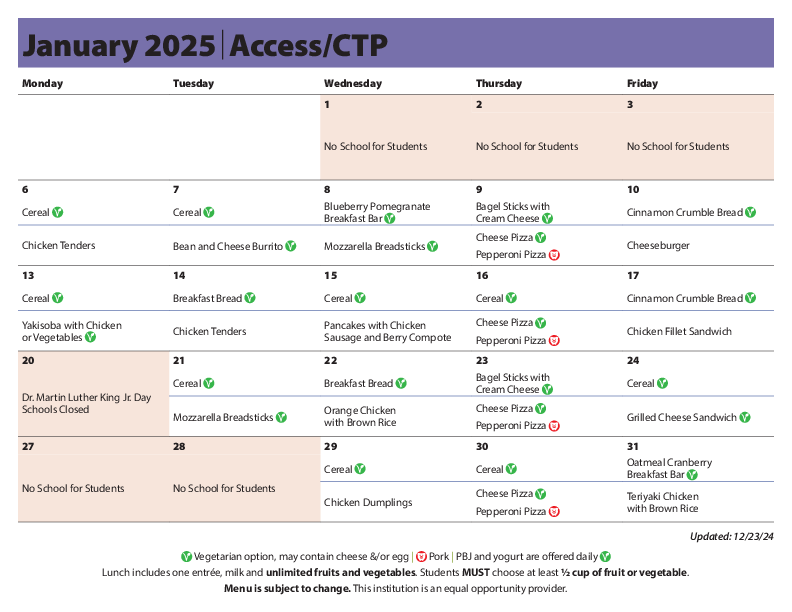 January 2025 | Access/CTP
Monday Tuesday Wednesday Thursday Friday
1 2 3
No School for Students No School for Students No School for Students
6 7 8 9 10
Cereal V Cereal V Blueberry Pomegranate Breakfast Bar V Bagel Sticks with Cream Cheese V Cinnamon Crumble Bread V
Chicken Tenders Bean and Cheese Burrito V Mozzarella Breadsticks V Cheese Pizza V Pepperoni Pizza Cheeseburger
13 14 15 16 17
Cereal V Breakfast Bread V Cereal V Cereal V Cinnamon Crumble Bread V
Yakisoba with Chicken or Vegetables V Chicken Tenders Pancakes with Chicken Sausage and Berry Compote Cheese Pizza V Pepperoni Pizza Chicken Fillet Sandwich
20 21 22 23 24
Dr. Martin Luther King Jr. Day Schools Closed Cereal V Breakfast Bread V Bagel Sticks with Cream Cheese V Cereal V
Mozzarella Breadsticks V Orange Chicken with Brown Rice Cheese Pizza V Pepperoni Pizza Grilled Cheese Sandwich V
27 28 29 30 31
No School for Students No School for Students Cereal V Cereal V Oatmeal Cranberry Breakfast Bar V
Chicken Dumplings Cheese Pizza V Pepperoni Pizza Teriyaki Chicken with Brown Rice
Updated: 12/23/24
V Vegetarian option, may contain cheese &/or egg | Pork | PBJ and yogurt are offered daily V
Lunch includes one entrée, milk and unlimited fruits and vegetables. Students MUST choose at least ½ cup of fruit or vegetable.
Menu is subject to change. This institution is an equal opportunity provider.